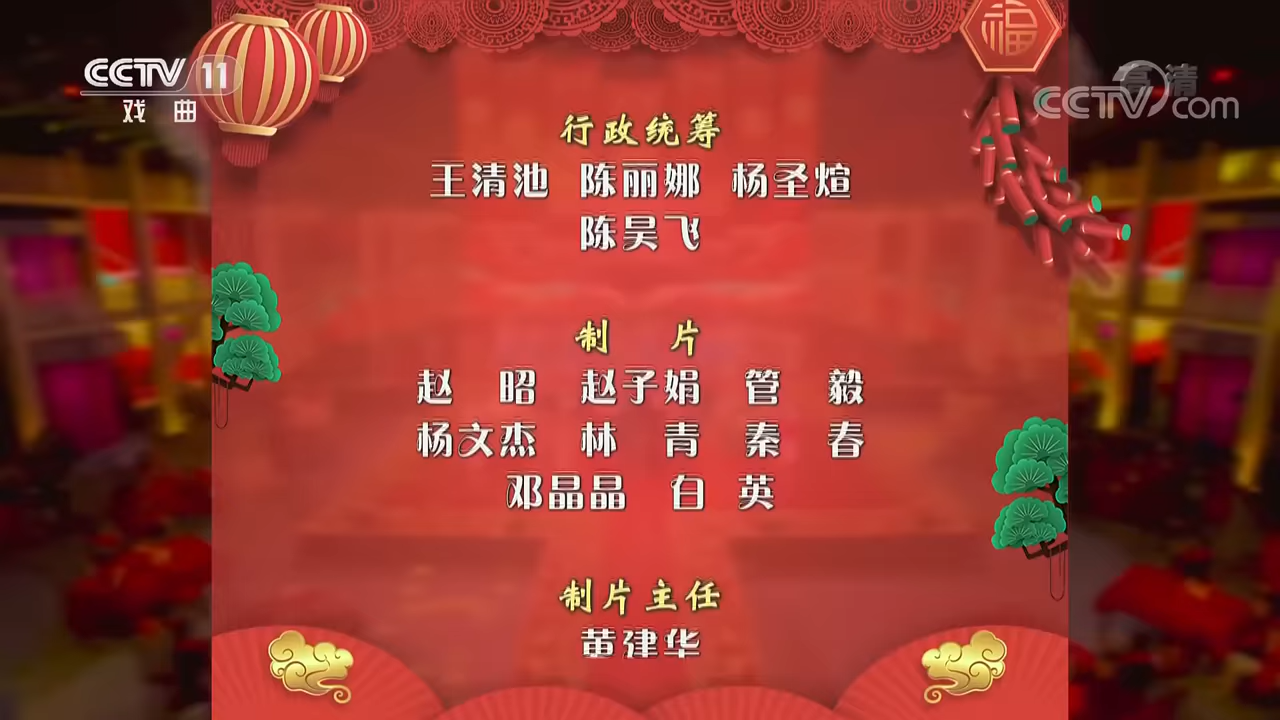 CCTV 11
戏曲
福
高清
CCTV.com
行政统筹
王清池 陈丽娜 杨圣煊
陈昊飞
制 片
赵 昭 赵子娟 管 毅
杨文杰 林 青 秦 春
邓晶晶 白 英
制片主任
黄建华